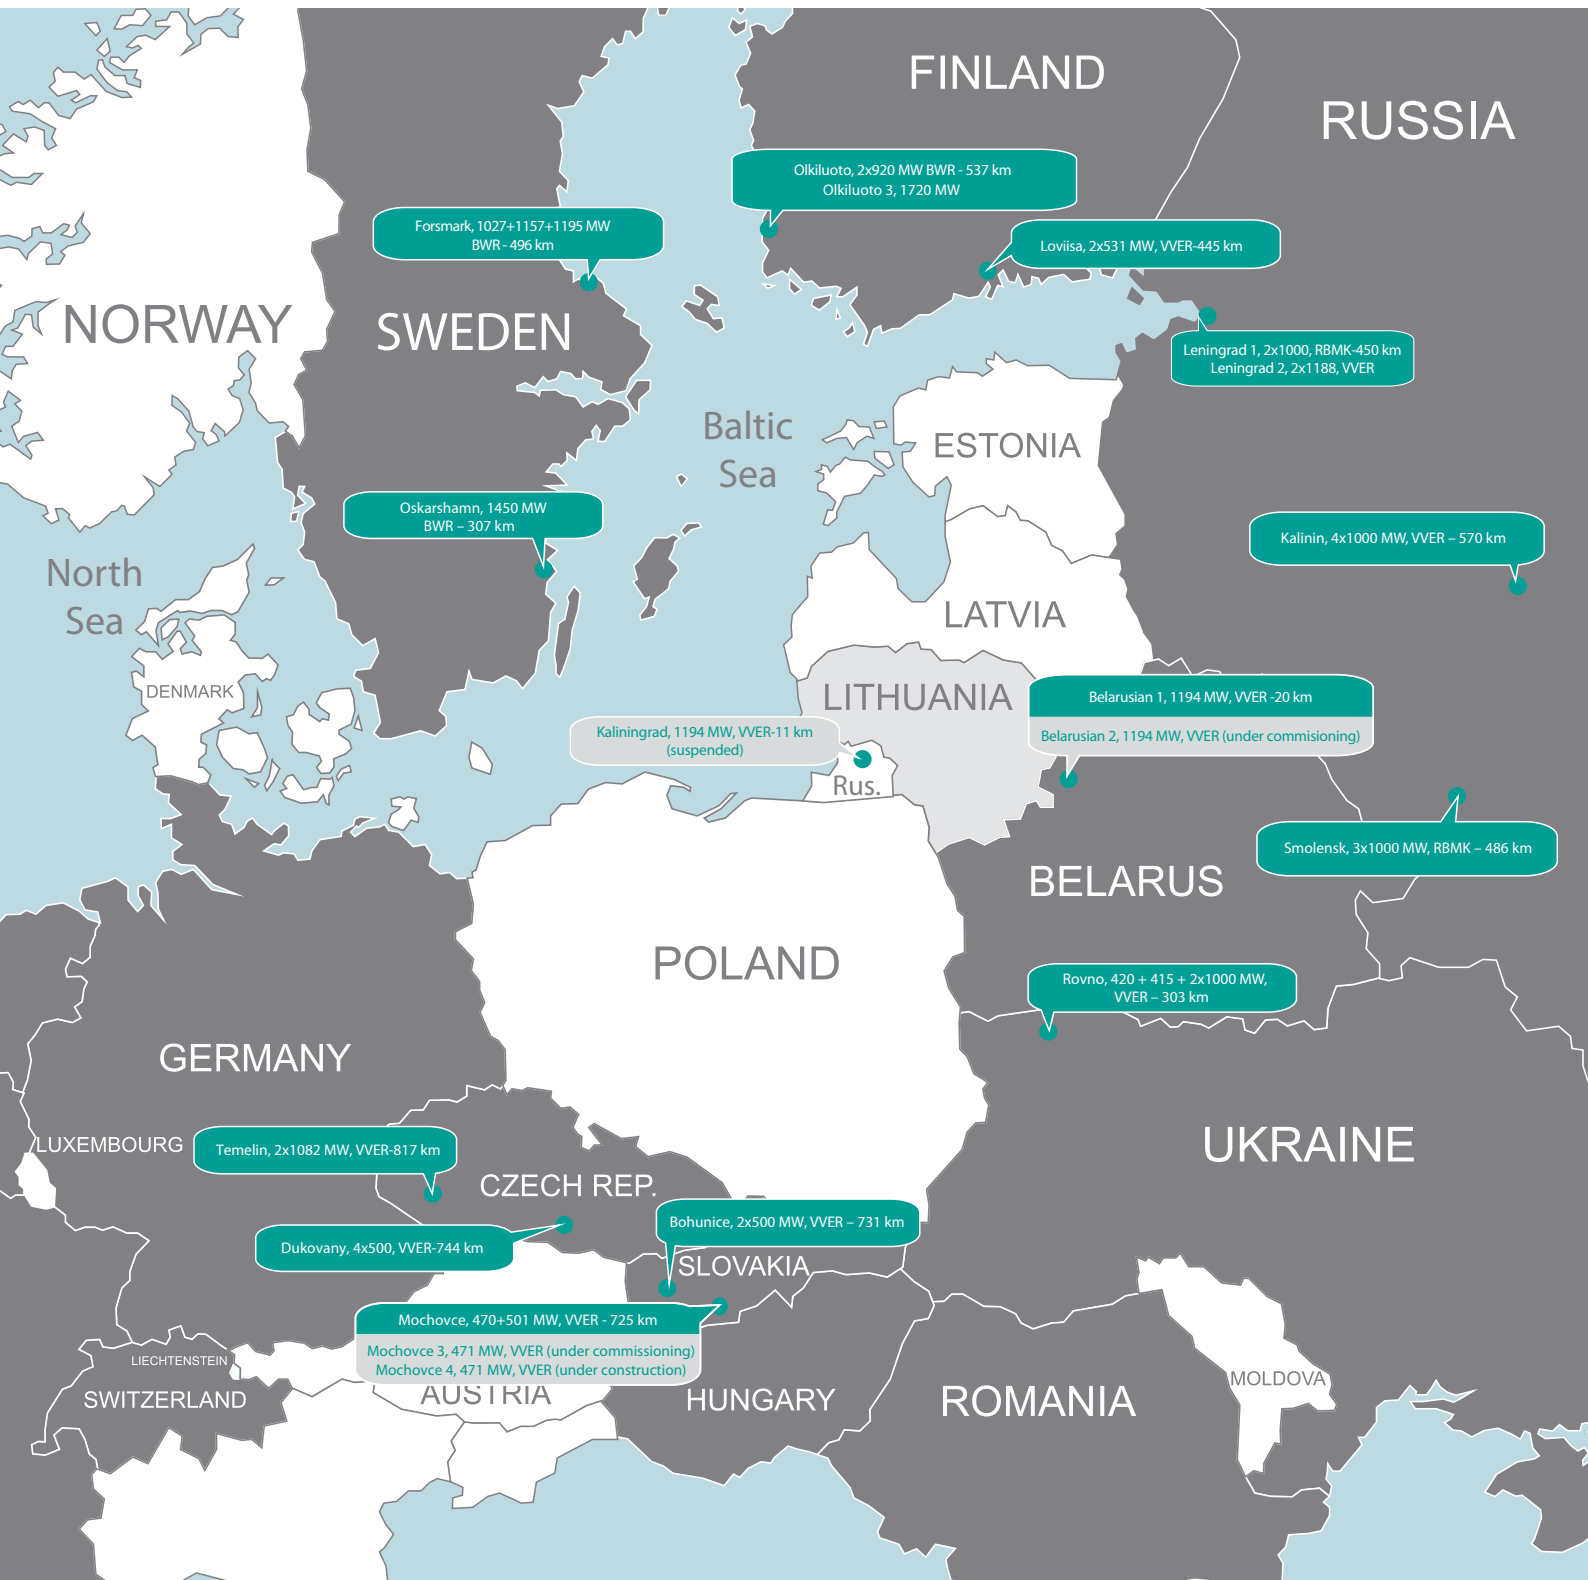 FINLAND
RUSSIA
Olkiluoto, 2x920 MW BWR - 537 km
Olkiluoto 3, 1720 MW
Forsmark, 1027+1157+1195 MW
BWR - 496 km
Loviisa, 2x531 MW, VVER-445 km
NORWAY
SWEDEN
Leningrad 1, 2x1000, RBMK-450 km
Leningrad 2, 2x1188, VVER
Baltic
Sea
ESTONIA
Oskarshamn, 1450 MW
BWR – 307 km
Kalinin, 4x1000 MW, VVER – 570 km
North
Sea
LATVIA
DENMARK
LITHUANIA
Belarusian 1, 1194 MW, VVER -20 km
Belarusian 2, 1194 MW, VVER (under commisioning)
Kaliningrad, 1194 MW, VVER-11 km
(suspended)
Rus.
Smolensk, 3x1000 MW, RBMK – 486 km
BELARUS
POLAND
Rovno, 420 + 415 + 2x1000 MW,
VVER – 303 km
GERMANY
LUXEMBOURG
Temelin, 2x1082 MW, VVER-817 km
UKRAINE
CZECH REP.
Bohunice, 2x500 MW, VVER – 731 km
Dukovany, 4x500, VVER-744 km
SLOVAKIA
Mochovce, 470+501 MW, VVER - 725 km
Mochovce 3, 471 MW, VVER (under commissioning)
Mochovce 4, 471 MW, VVER (under construction)
LIECHTENSTEIN
SWITZERLAND
AUSTRIA
HUNGARY
ROMANIA
MOLDOVA